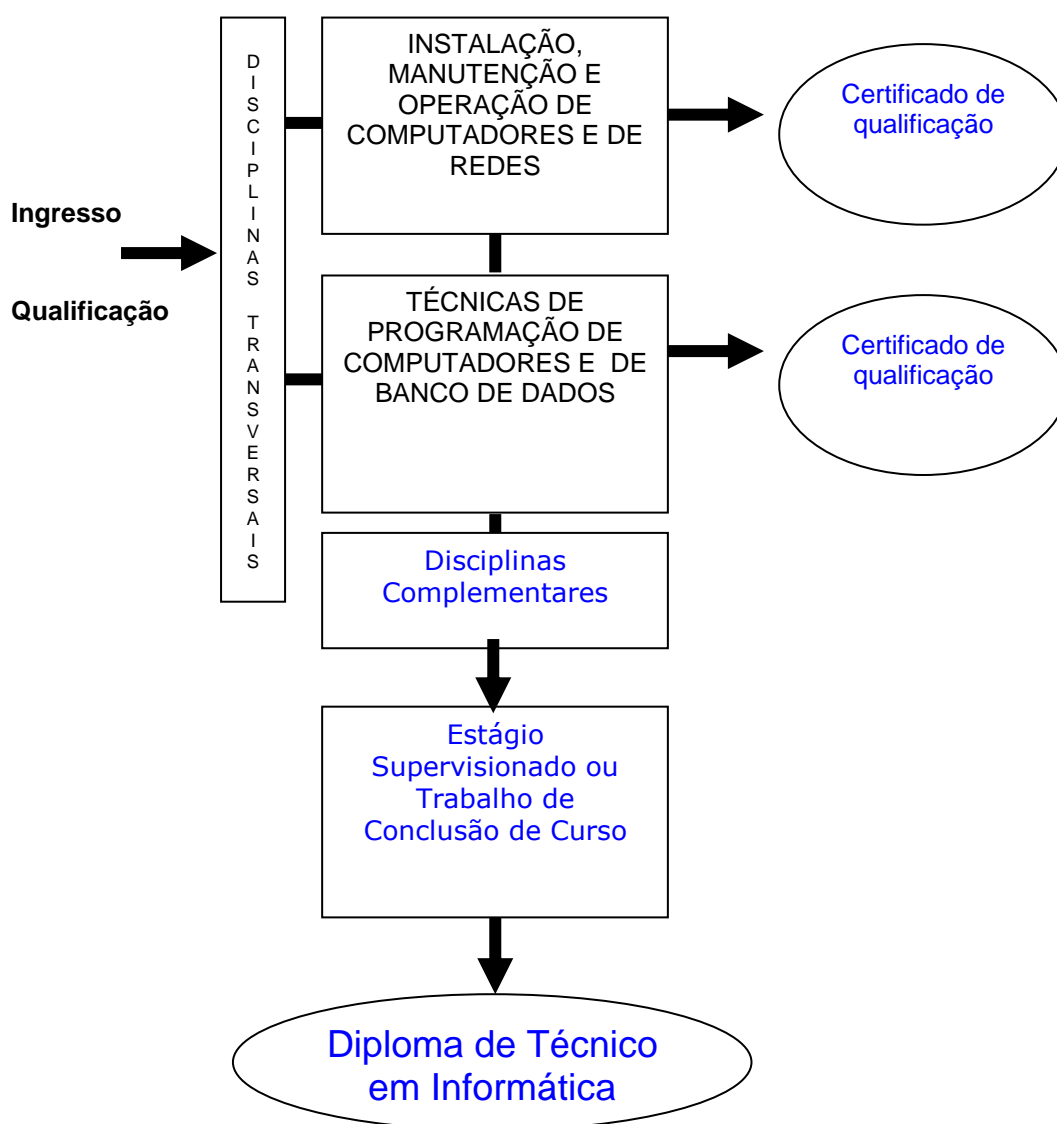 Ingresso
Qualificação
DISCIPLINAS TRANSVERSAIS
INSTALAÇÃO,
MANUTENÇÃO E
OPERAÇÃO DE
COMPUTADORES E DE
REDES
Certificado de
qualificação
TÉCNICAS DE
PROGRAMAÇÃO DE
COMPUTADORES E DE
BANCO DE DADOS
Certificado de
qualificação
Disciplinas
Complementares
Estágio
Supervisionado ou
Trabalho de
Conclusão de Curso
Diploma de Técnico
em Informática